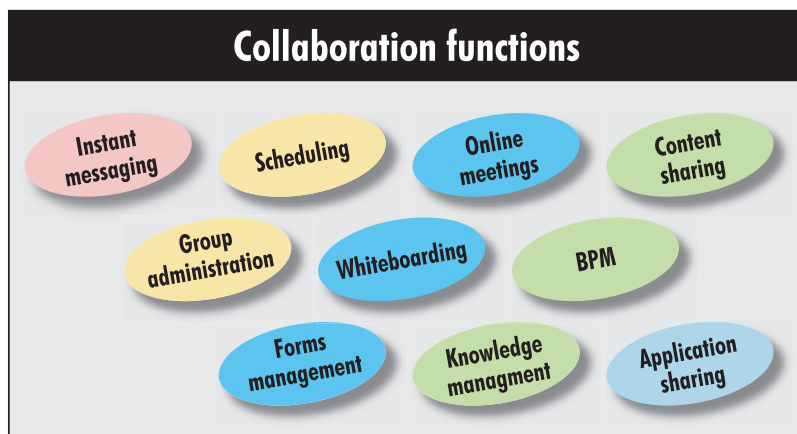 Collaboration functions
Instant
messaging
Scheduling
Online
meetings
Content
sharing
Group
administration
Whiteboarding
BPM
Forms
management
Knowledge
managment
Application
sharing